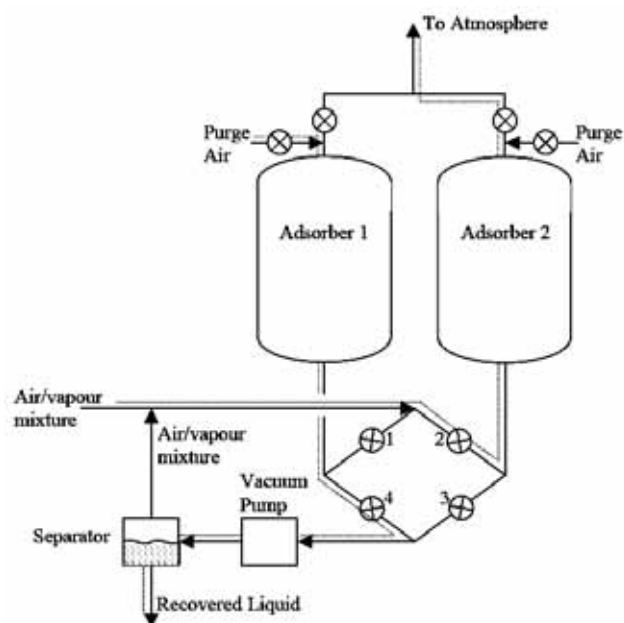 To Atmosphere
Purge
Air
Purge
Air
Adsorber 1
Adsorber 2
Air/vapour
mixture
Air/vapour
mixture
1
2
Vacuum
Pump
4
3
Separator
Recovered Liquid